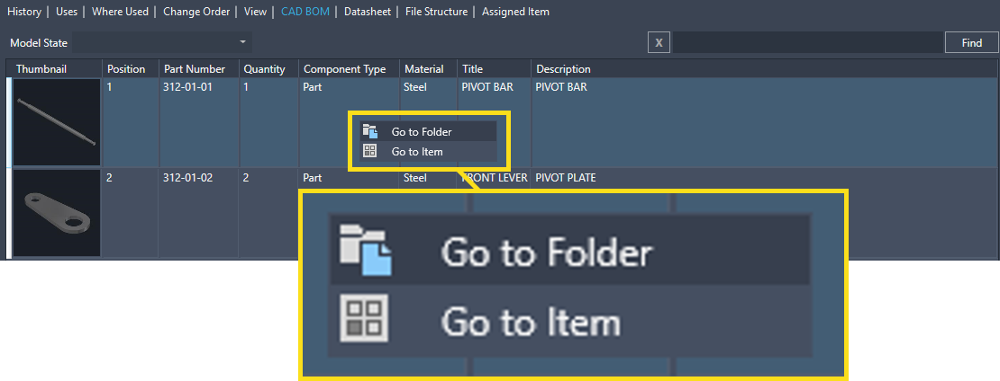 History | Uses | Where Used | Change Order | View | CAD BOM | Datasheet | File Structure | Assigned Item
Model State X Find
Thumbnail Position Part Number Quantity Component Type Material Title Description
1 312-01-01 1 Part Steel PIVOT BAR PIVOT BAR
Go to Folder
Go to Item
2 312-01-02 2 Part Steel FRONT LEVER PIVOT PLATE
Go to Folder
Go to Item